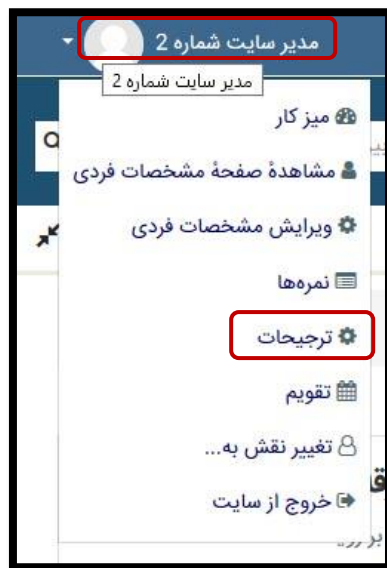 مدیر سایت شماره 2
مدیر سایت شماره 2
میز کار
مشاهدهٔ صفحهٔ مشخصات فردی
ویرایش مشخصات فردی
نمره‌ها
ترجیحات
تقویم
تغییر نقش به...
خروج از سایت